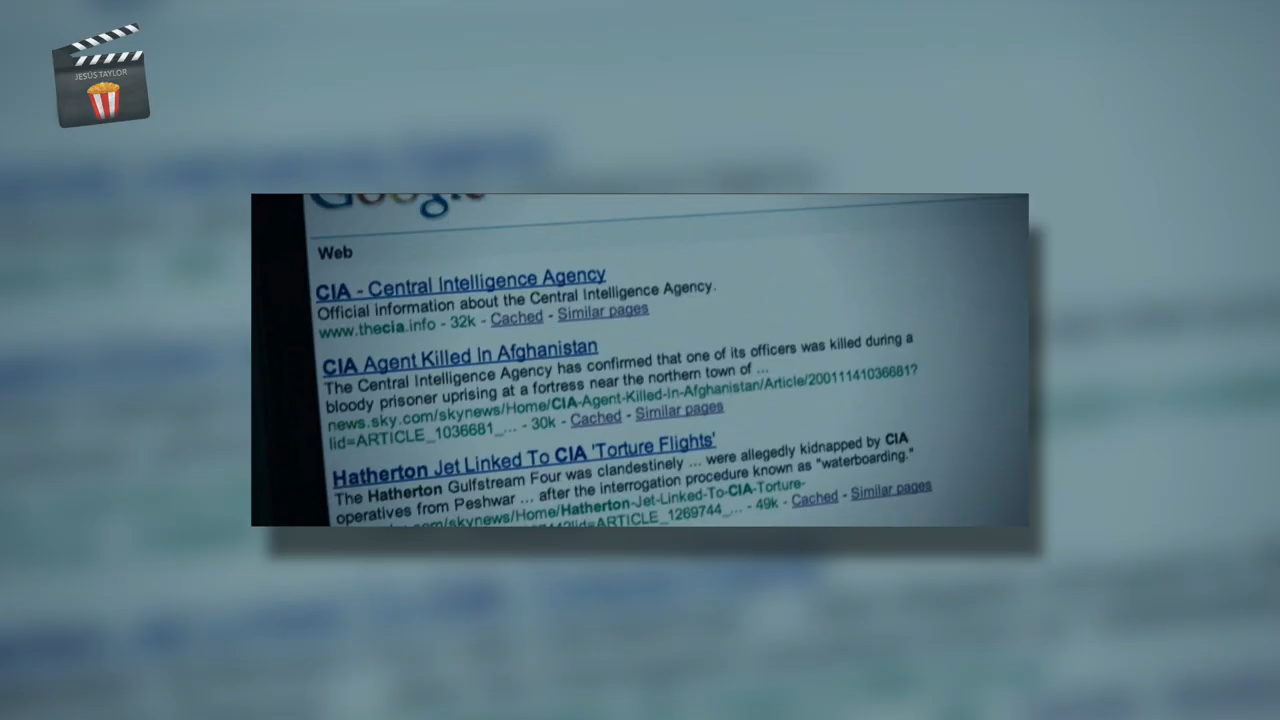 JESÚS TAYLOR
Google
Web
CIA - Central Intelligence Agency
Official information about the Central Intelligence Agency.
www.thecia.info - 32k - Cached - Similar pages
CIA Agent Killed In Afghanistan
The Central Intelligence Agency has confirmed that one of its officers was killed during a
bloody prisoner uprising at a fortress near the northern town of ...
news.sky.com/skynews/Home/CIA-Agent-Killed-In-Afghanistan/Article/20011141036681?
lid=ARTICLE_1036681_... - 30k - Cached - Similar pages
Hatherton Jet Linked To CIA 'Torture Flights'
The Hatherton Gulfstream Four was clandestinely ... were allegedly kidnapped by CIA
operatives from Peshwar ... after the interrogation procedure known as "waterboarding."
com/skynews/Home/Hatherton-Jet-Linked-To-CIA-Torture-
lid=ARTICLE_1269744_... - 49k - Cached - Similar pages